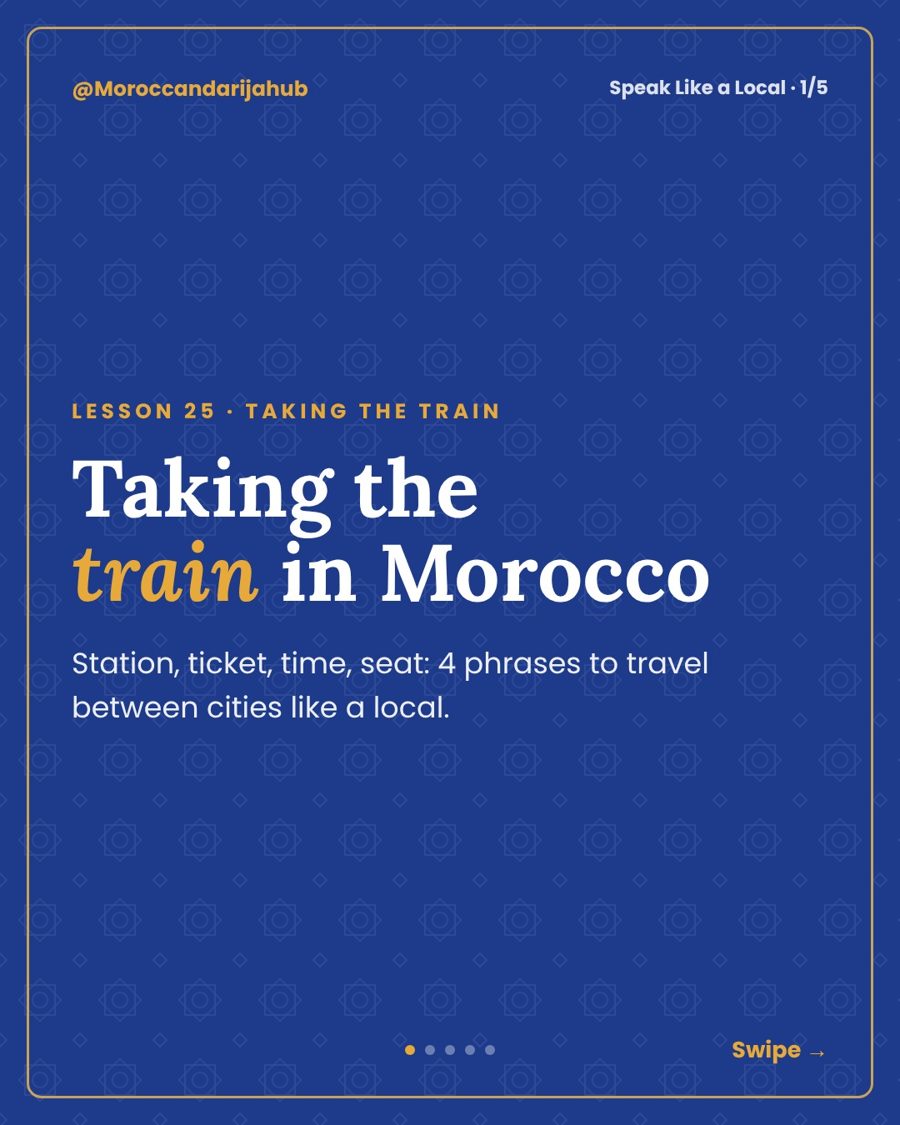 @Moroccandarijahub
Speak Like a Local · 1/5
LESSON 25 · TAKING THE TRAIN
Taking the
train in Morocco
Station, ticket, time, seat: 4 phrases to travel
between cities like a local.
Swipe →